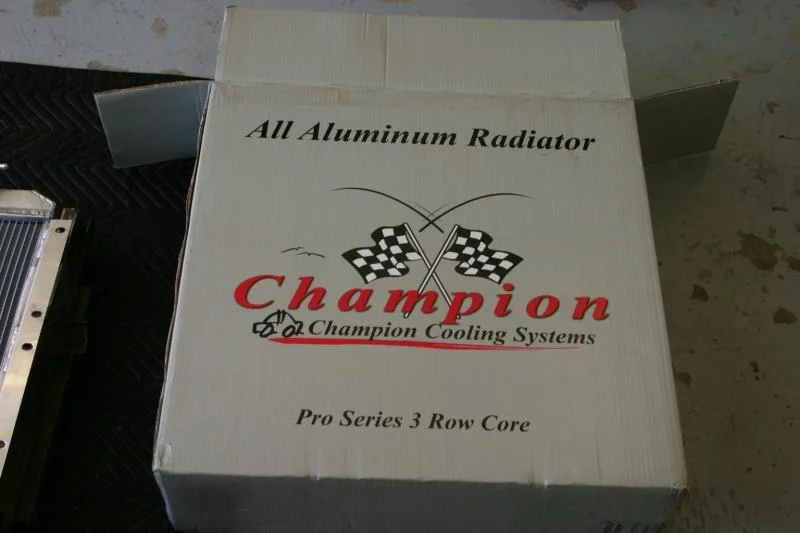 All Aluminum Radiator
Champion
Champion Cooling Systems
Pro Series 3 Row Core